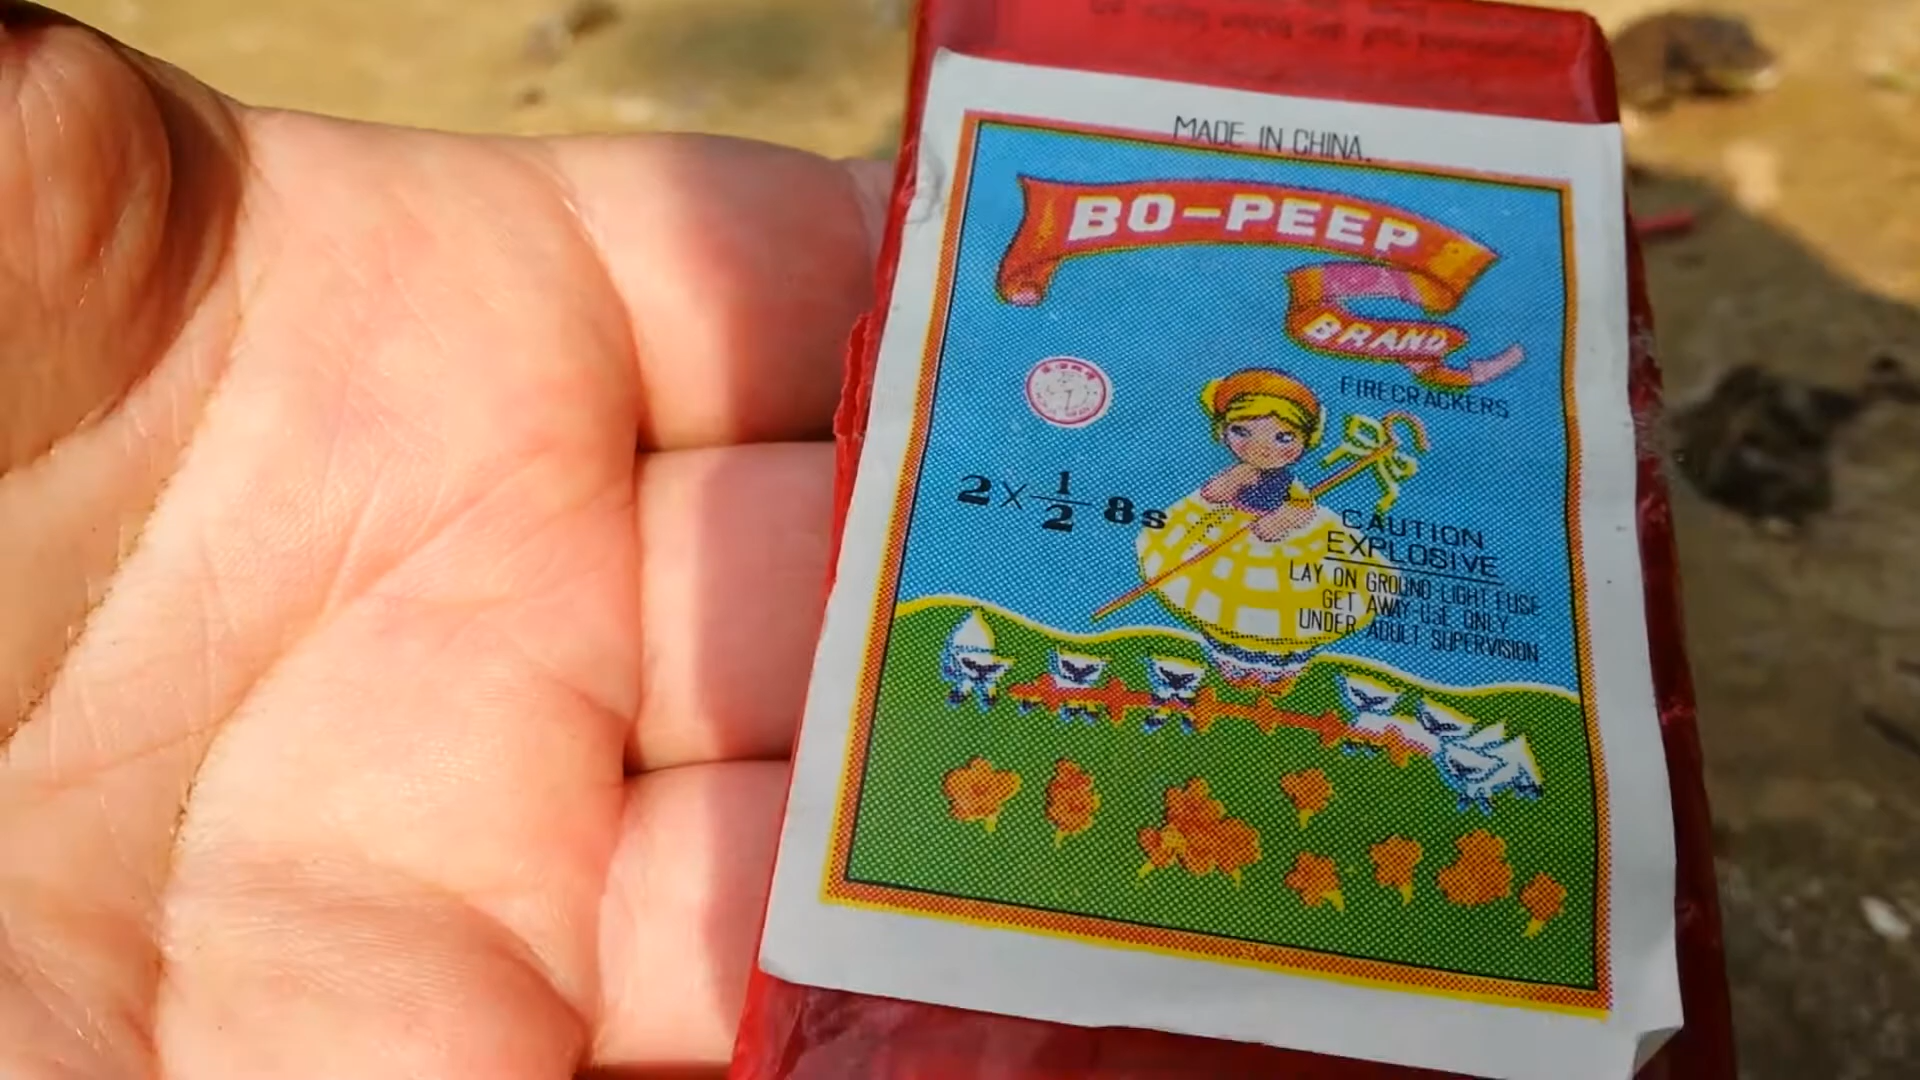 MADE IN CHINA.
BO-PEEP
BRAND
FIRECRACKERS
2 x 1/2 8s
CAUTION
EXPLOSIVE
LAY ON GROUND-LIGHT FUSE
GET AWAY-USE ONLY
UNDER ADULT SUPERVISION